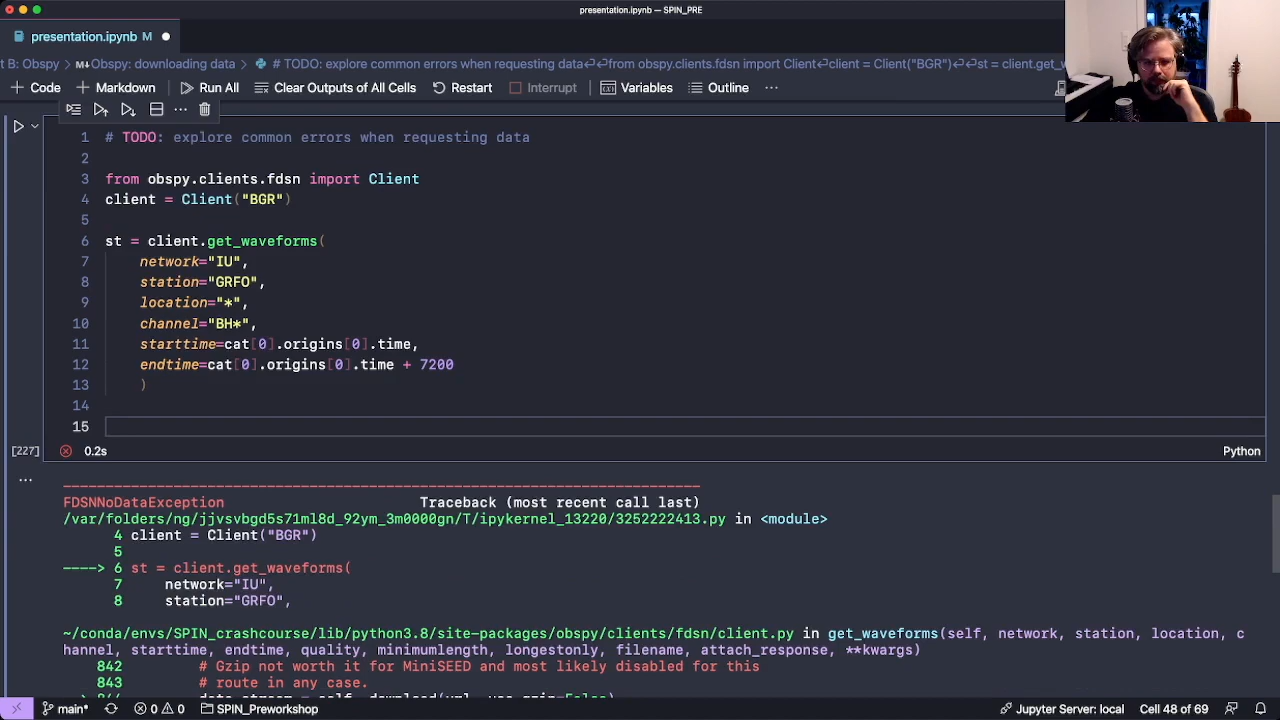 presentation.ipynb — SPIN_PRE
presentation.ipynb M
t B: Obspy > M↓Obspy: downloading data > # TODO: explore common errors when requesting data⏎⏎from obspy.clients.fdsn import Client⏎client = Client("BGR")⏎⏎st = client.get_w
+ Code + Markdown Run All Clear Outputs of All Cells Restart Interrupt Variables Outline ...
1 # TODO: explore common errors when requesting data
2
3 from obspy.clients.fdsn import Client
4 client = Client("BGR")
5
6 st = client.get_waveforms(
7 network="IU",
8 station="GRFO",
9 location="*",
10 channel="BH*",
11 starttime=cat[0].origins[0].time,
12 endtime=cat[0].origins[0].time + 7200
13 )
14
15
[227] 0.2s Python
...
FDSNNoDataException Traceback (most recent call last)
/var/folders/ng/jjvsvbgd5s71ml8d_92ym_3m0000gn/T/ipykernel_13220/3252222413.py in <module>
4 client = Client("BGR")
5
----> 6 st = client.get_waveforms(
7 network="IU",
8 station="GRFO",
~/conda/envs/SPIN_crashcourse/lib/python3.8/site-packages/obspy/clients/fdsn/client.py in get_waveforms(self, network, station, location, c
hannel, starttime, endtime, quality, minimumlength, longestonly, filename, attach_response, **kwargs)
842 # Gzip not worth it for MiniSEED and most likely disabled for this
843 # route in any case.
main* 0 0 SPIN_Preworkshop Jupyter Server: local Cell 48 of 69